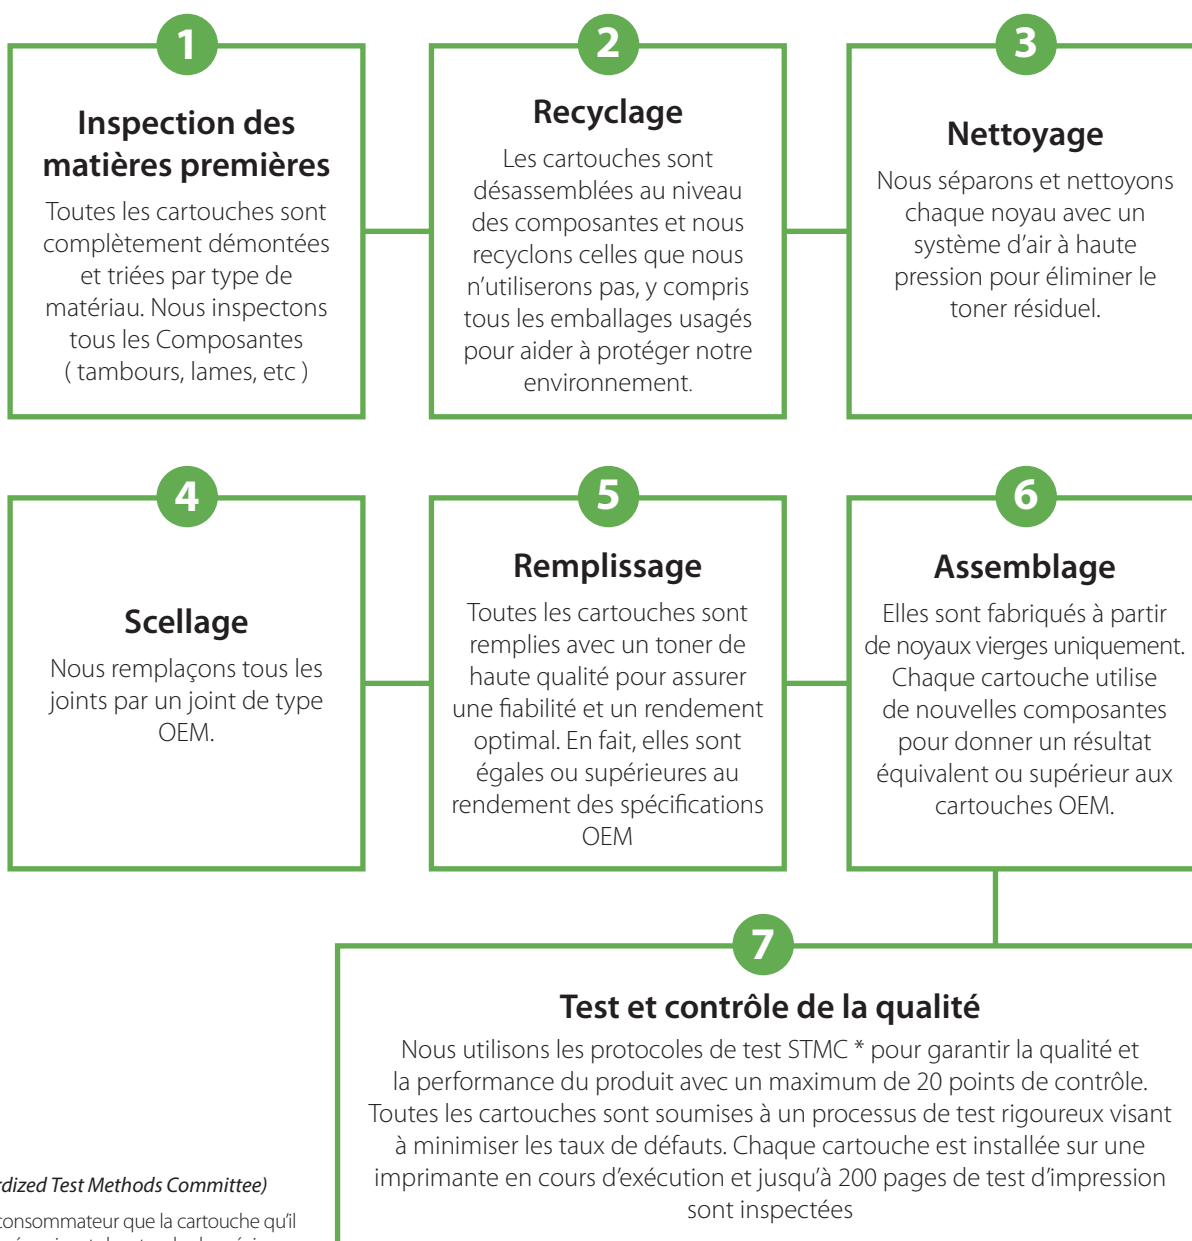 1
Inspection des
matières premières
Toutes les cartouches sont
complètement démontées
et triées par type de
matériau. Nous inspectons
tous les Composantes
( tambours, lames, etc )
2
Recyclage
Les cartouches sont
désassemblées au niveau
des composantes et nous
recyclons celles que nous
n’utiliserons pas, y compris
tous les emballages usagés
pour aider à protéger notre
environnement.
3
Nettoyage
Nous séparons et nettoyons
chaque noyau avec un
système d’air à haute
pression pour éliminer le
toner résiduel.
4
Scellage
Nous remplaçons tous les
joints par un joint de type
OEM.
5
Remplissage
Toutes les cartouches sont
remplies avec un toner de
haute qualité pour assurer
une fiabilité et un rendement
optimal. En fait, elles sont
égales ou supérieures au
rendement des spécifications
OEM
6
Assemblage
Elles sont fabriqués à partir
de noyaux vierges uniquement.
Chaque cartouche utilise
de nouvelles composantes
pour donner un résultat
équivalent ou supérieur aux
cartouches OEM.
7
Test et contrôle de la qualité
Nous utilisons les protocoles de test STMC * pour garantir la qualité et
la performance du produit avec un maximum de 20 points de contrôle.
Toutes les cartouches sont soumises à un processus de test rigoureux visant
à minimiser les taux de défauts. Chaque cartouche est installée sur une
imprimante en cours d’exécution et jusqu’à 200 pages de test d’impression
sont inspectées
rdized Test Methods Committee)
consommateur que la cartouche qu’il